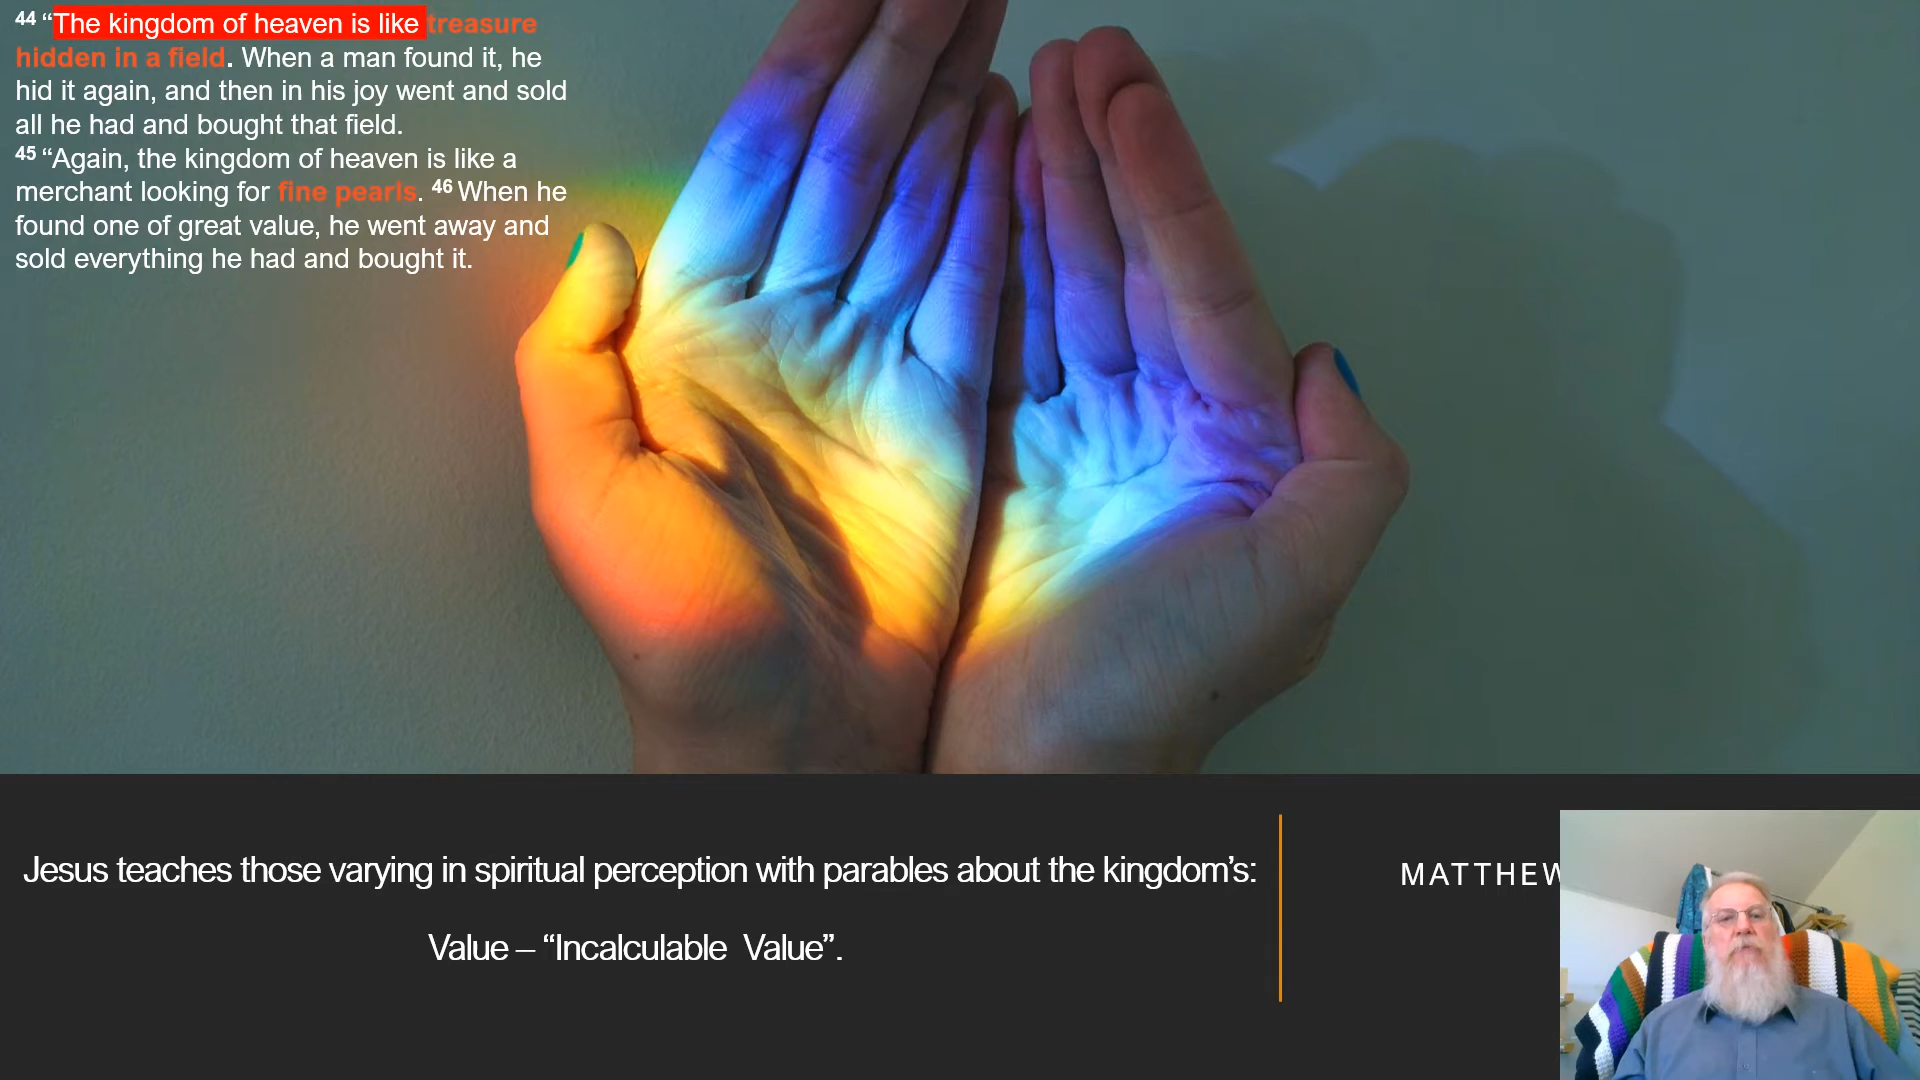 44 “The kingdom of heaven is like treasure
hidden in a field. When a man found it, he
hid it again, and then in his joy went and sold
all he had and bought that field.
45 “Again, the kingdom of heaven is like a
merchant looking for fine pearls. 46 When he
found one of great value, he went away and
sold everything he had and bought it.
Jesus teaches those varying in spiritual perception with parables about the kingdom’s:
Value – “Incalculable Value”.
MATTHEW